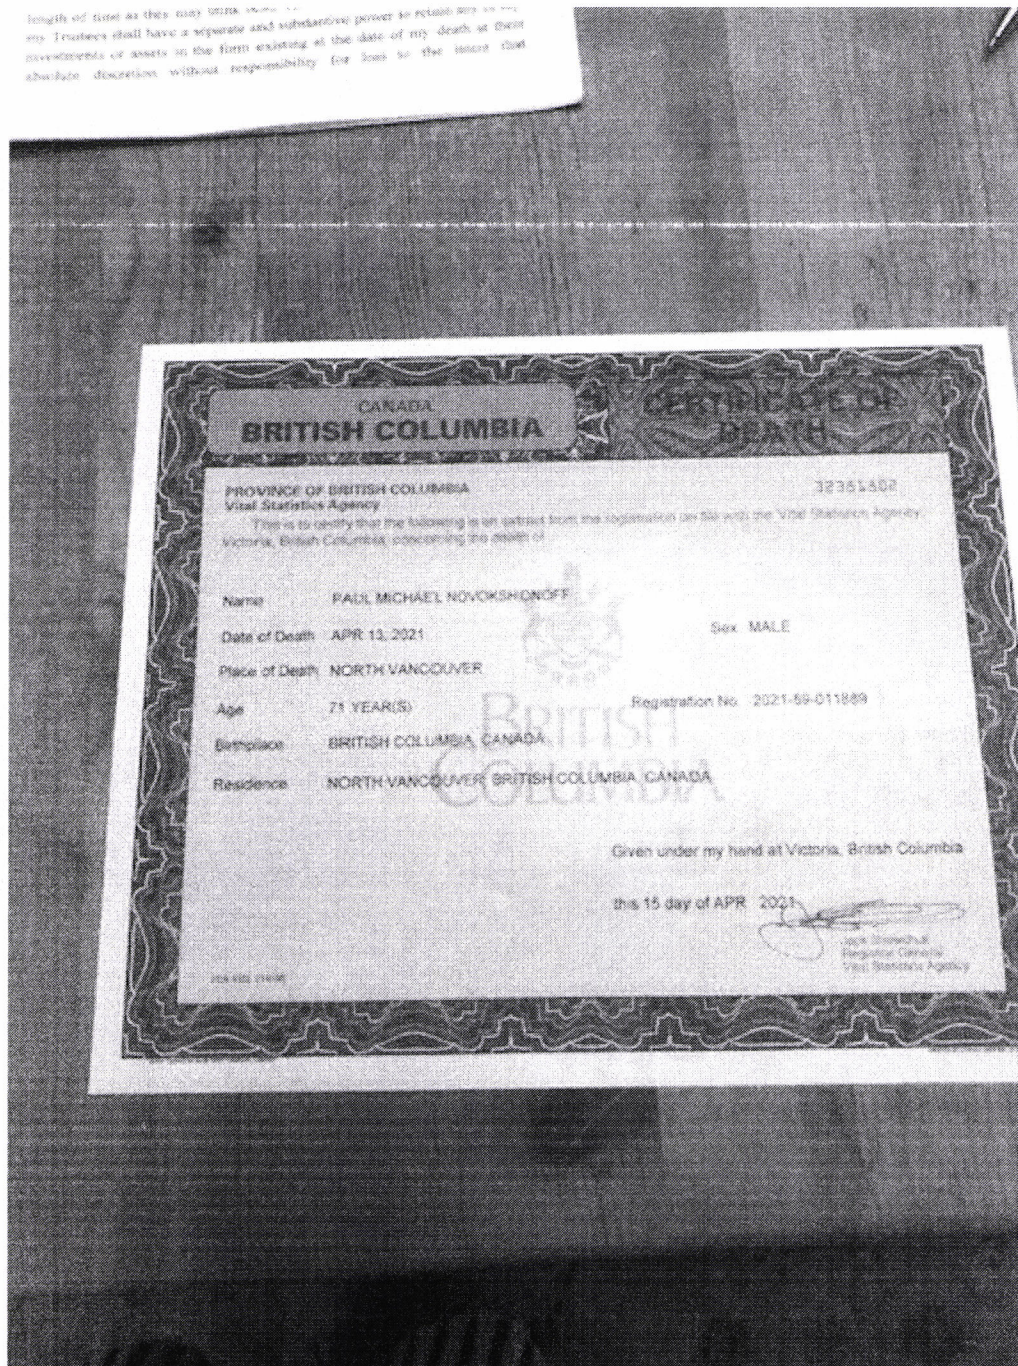 length of time as they may think
my Trustees shall have a separate and substantive power to retain any of my
investments or assets in the form existing at the date of my death at their
absolute discretion without responsibility for loss to the intent that
CANADA
BRITISH COLUMBIA
CERTIFICATE OF
DEATH
PROVINCE OF BRITISH COLUMBIA
Vital Statistics Agency
32351502
This is to certify that the following is an extract from the registration on file with the Vital Statistics Agency,
Victoria, British Columbia, concerning the death of
Name PAUL MICHAEL NOVOKSHONOFF
Date of Death APR 13, 2021 Sex MALE
Place of Death NORTH VANCOUVER
Age 71 YEAR(S) Registration No. 2021-59-011889
Birthplace BRITISH COLUMBIA, CANADA
Residence NORTH VANCOUVER, BRITISH COLUMBIA, CANADA
BRITISH
COLUMBIA
Given under my hand at Victoria, British Columbia
this 15 day of APR 2021
Jack Shewchuk
Registrar General
Vital Statistics Agency